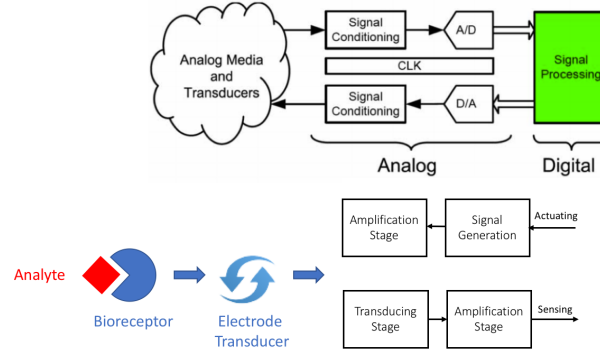 Analog Media
and
Transducers
Signal
Conditioning
A/D
CLK
Signal
Conditioning
D/A
Signal
Processing
Analog
Digital
Analyte
Bioreceptor
Electrode
Transducer
Amplification
Stage
Signal
Generation
Actuating
Transducing
Stage
Amplification
Stage
Sensing